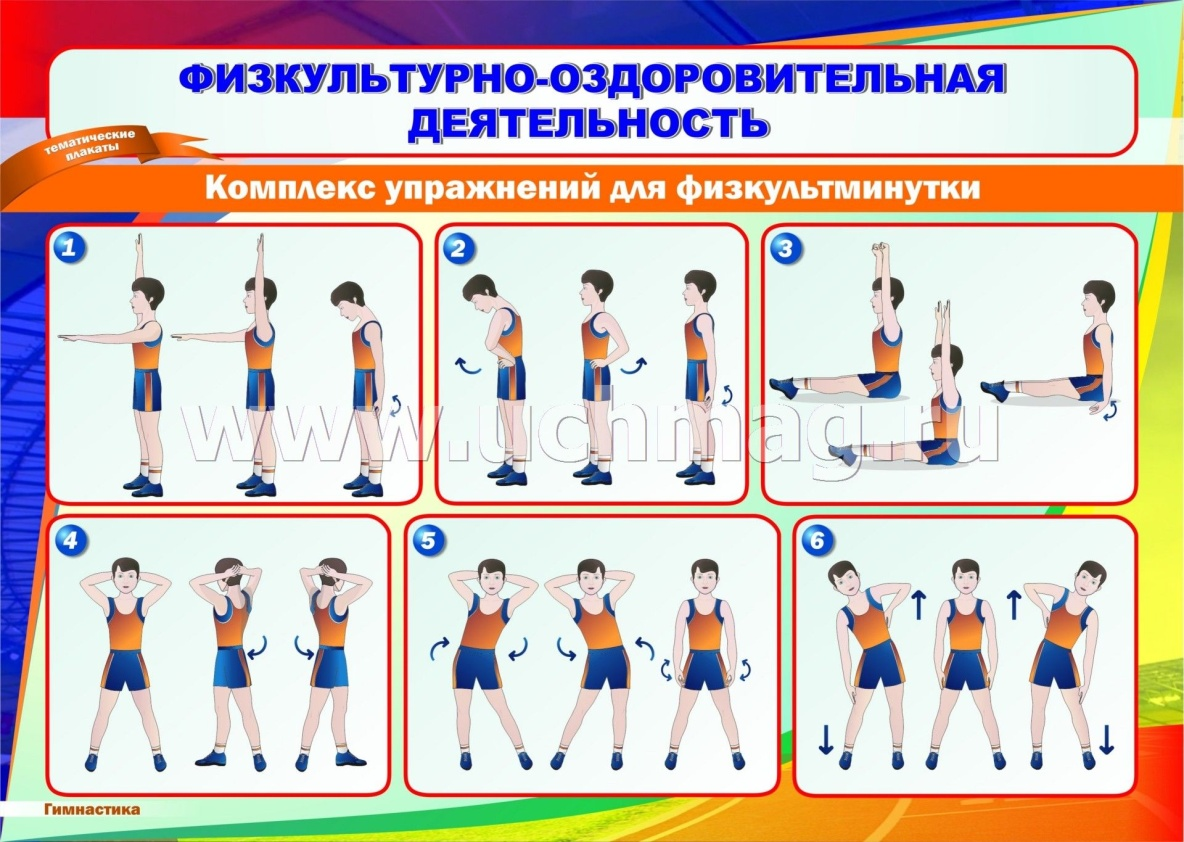 ФИЗКУЛЬТУРНО-ОЗДОРОВИТЕЛЬНАЯ
ДЕЯТЕЛЬНОСТЬ
тематические
плакаты
Комплекс упражнений для физкультминутки
1
2
3
www.uchmag.ru
4
5
6
Гимнастика